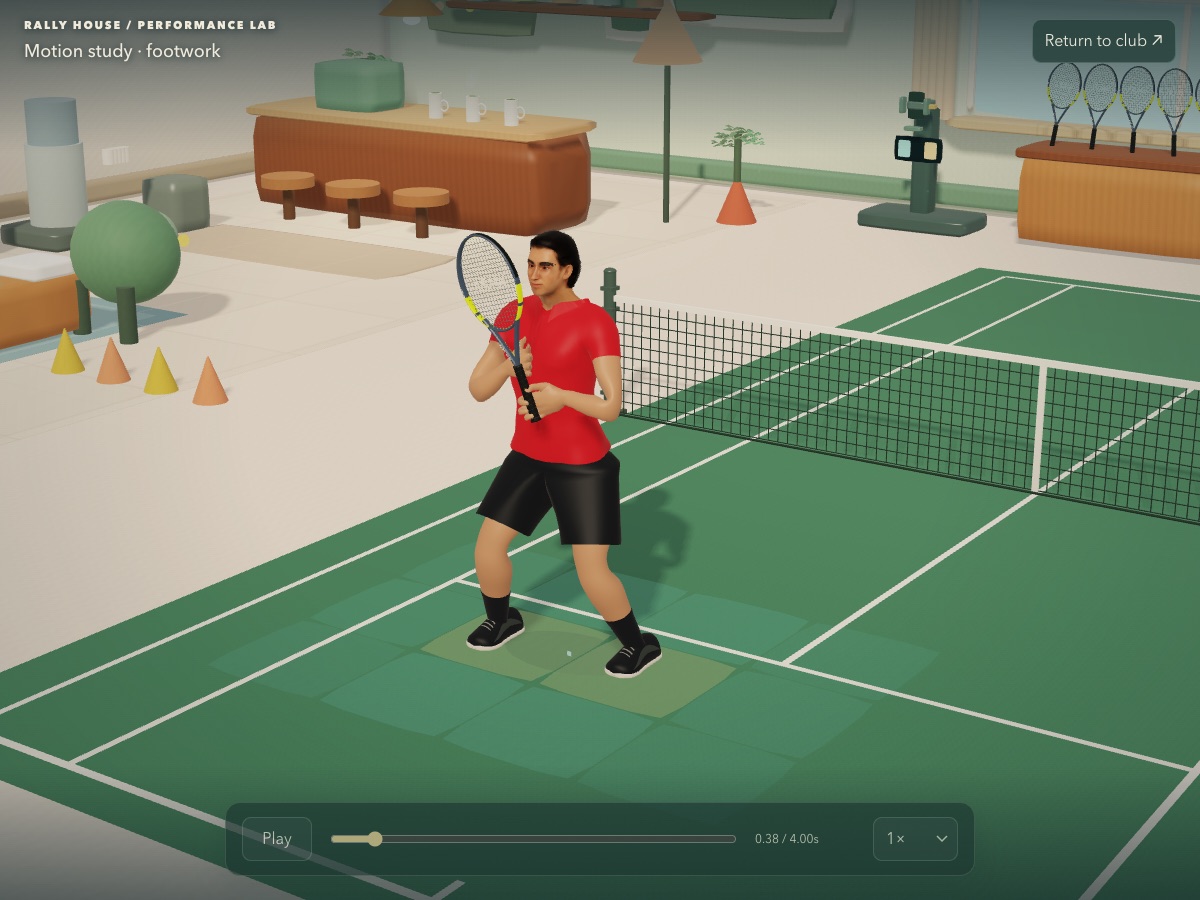 RALLY HOUSE / PERFORMANCE LAB
Motion study · footwork
Return to club ↗
Play
0.38 / 4.00s
1×